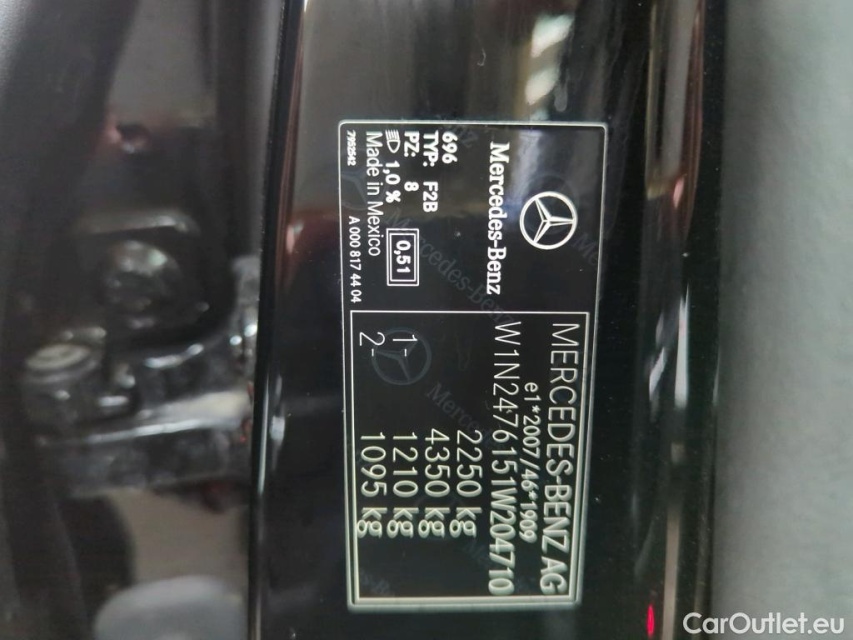 Mercedes-Benz
696
TYP: F2B
PZ: 8
1,0 %
0,51
Made in Mexico
7952542
A 000 817 44 04
MERCEDES-BENZ AG
e1*2007/46*1909
W1N2476151W204710
2250 kg
4350 kg
1- 1210 kg
2- 1095 kg
CarOutlet.eu